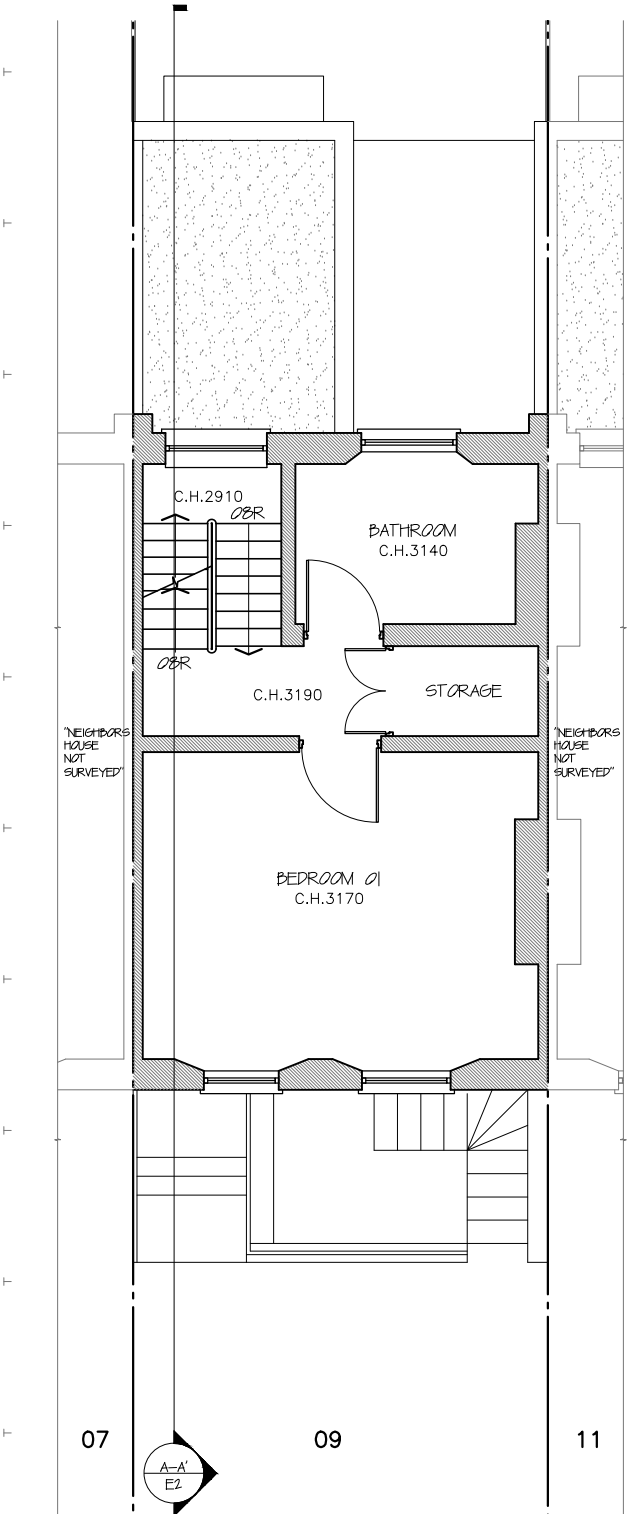 C.H.2910
08R
BATHROOM
C.H.3140
08R
C.H.3190
STORAGE
"NEIGHBORS
HOUSE
NOT
SURVEYED"
"NEIGHBORS
HOUSE
NOT
SURVEYED"
BEDROOM 01
C.H.3170
07
09
11
A-A'
E2